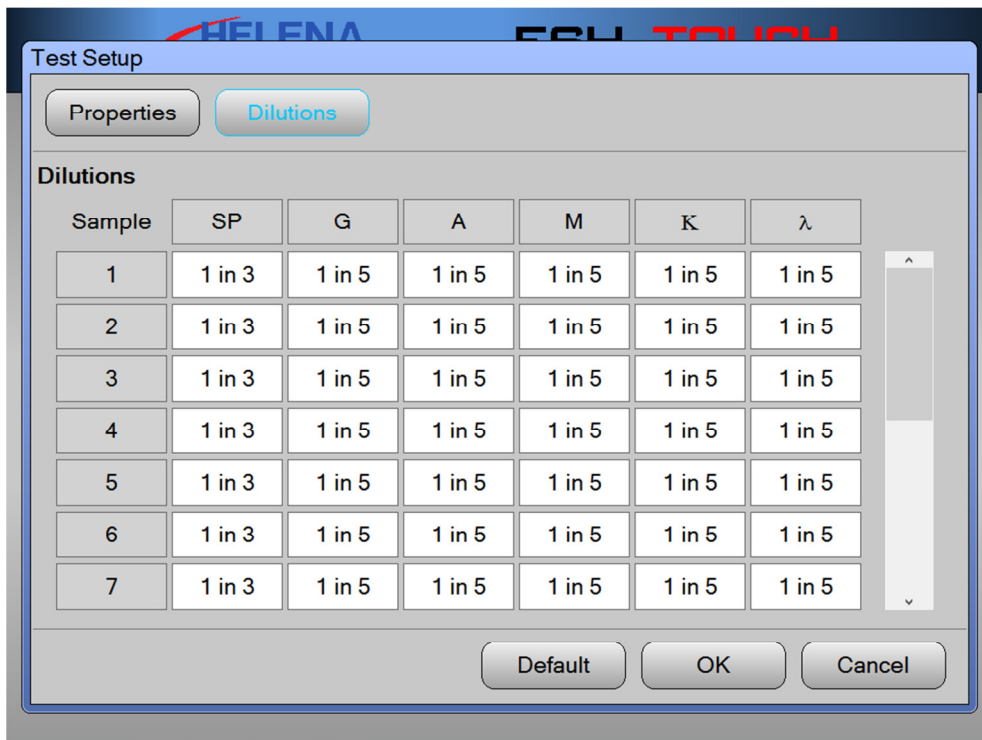 HELENA
TOUCH
Test Setup
Properties Dilutions
Dilutions
Sample SP G A M K λ
1 1 in 3 1 in 5 1 in 5 1 in 5 1 in 5 1 in 5
2 1 in 3 1 in 5 1 in 5 1 in 5 1 in 5 1 in 5
3 1 in 3 1 in 5 1 in 5 1 in 5 1 in 5 1 in 5
4 1 in 3 1 in 5 1 in 5 1 in 5 1 in 5 1 in 5
5 1 in 3 1 in 5 1 in 5 1 in 5 1 in 5 1 in 5
6 1 in 3 1 in 5 1 in 5 1 in 5 1 in 5 1 in 5
7 1 in 3 1 in 5 1 in 5 1 in 5 1 in 5 1 in 5
Default OK Cancel